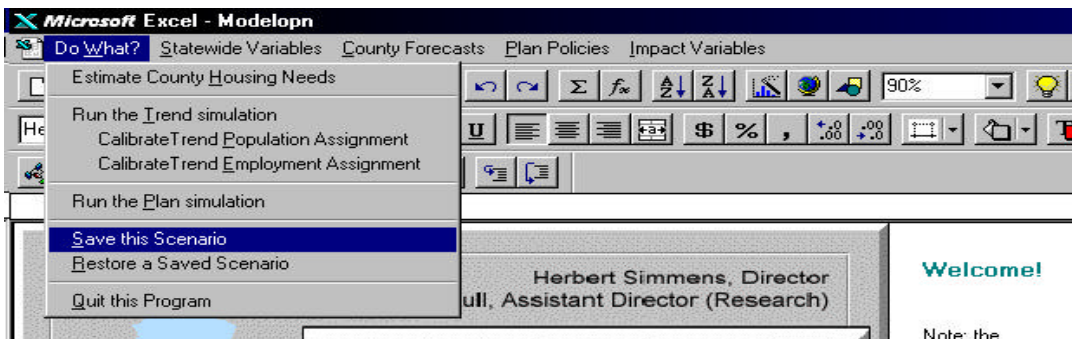 Microsoft Excel - Modelopn
Do What? Statewide Variables County Forecasts Plan Policies Impact Variables
Estimate County Housing Needs
90%
Run the Trend simulation
CalibrateTrend Population Assignment
CalibrateTrend Employment Assignment
Run the Plan simulation
Save this Scenario
Restore a Saved Scenario
Quit this Program
Herbert Simmens, Director
Assistant Director (Research)
Welcome!
Note: the